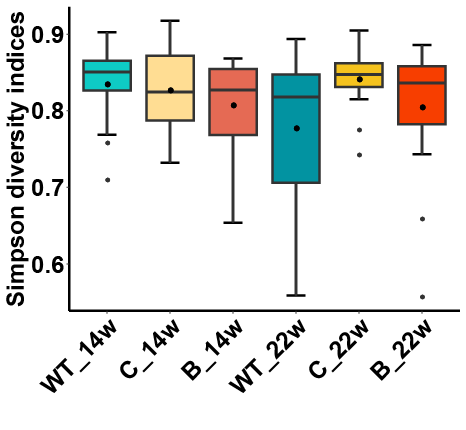 Simpson diversity indices
0.9
0.8
0.7
0.6
WT_14w
C_14w
B_14w
WT_22w
C_22w
B_22w